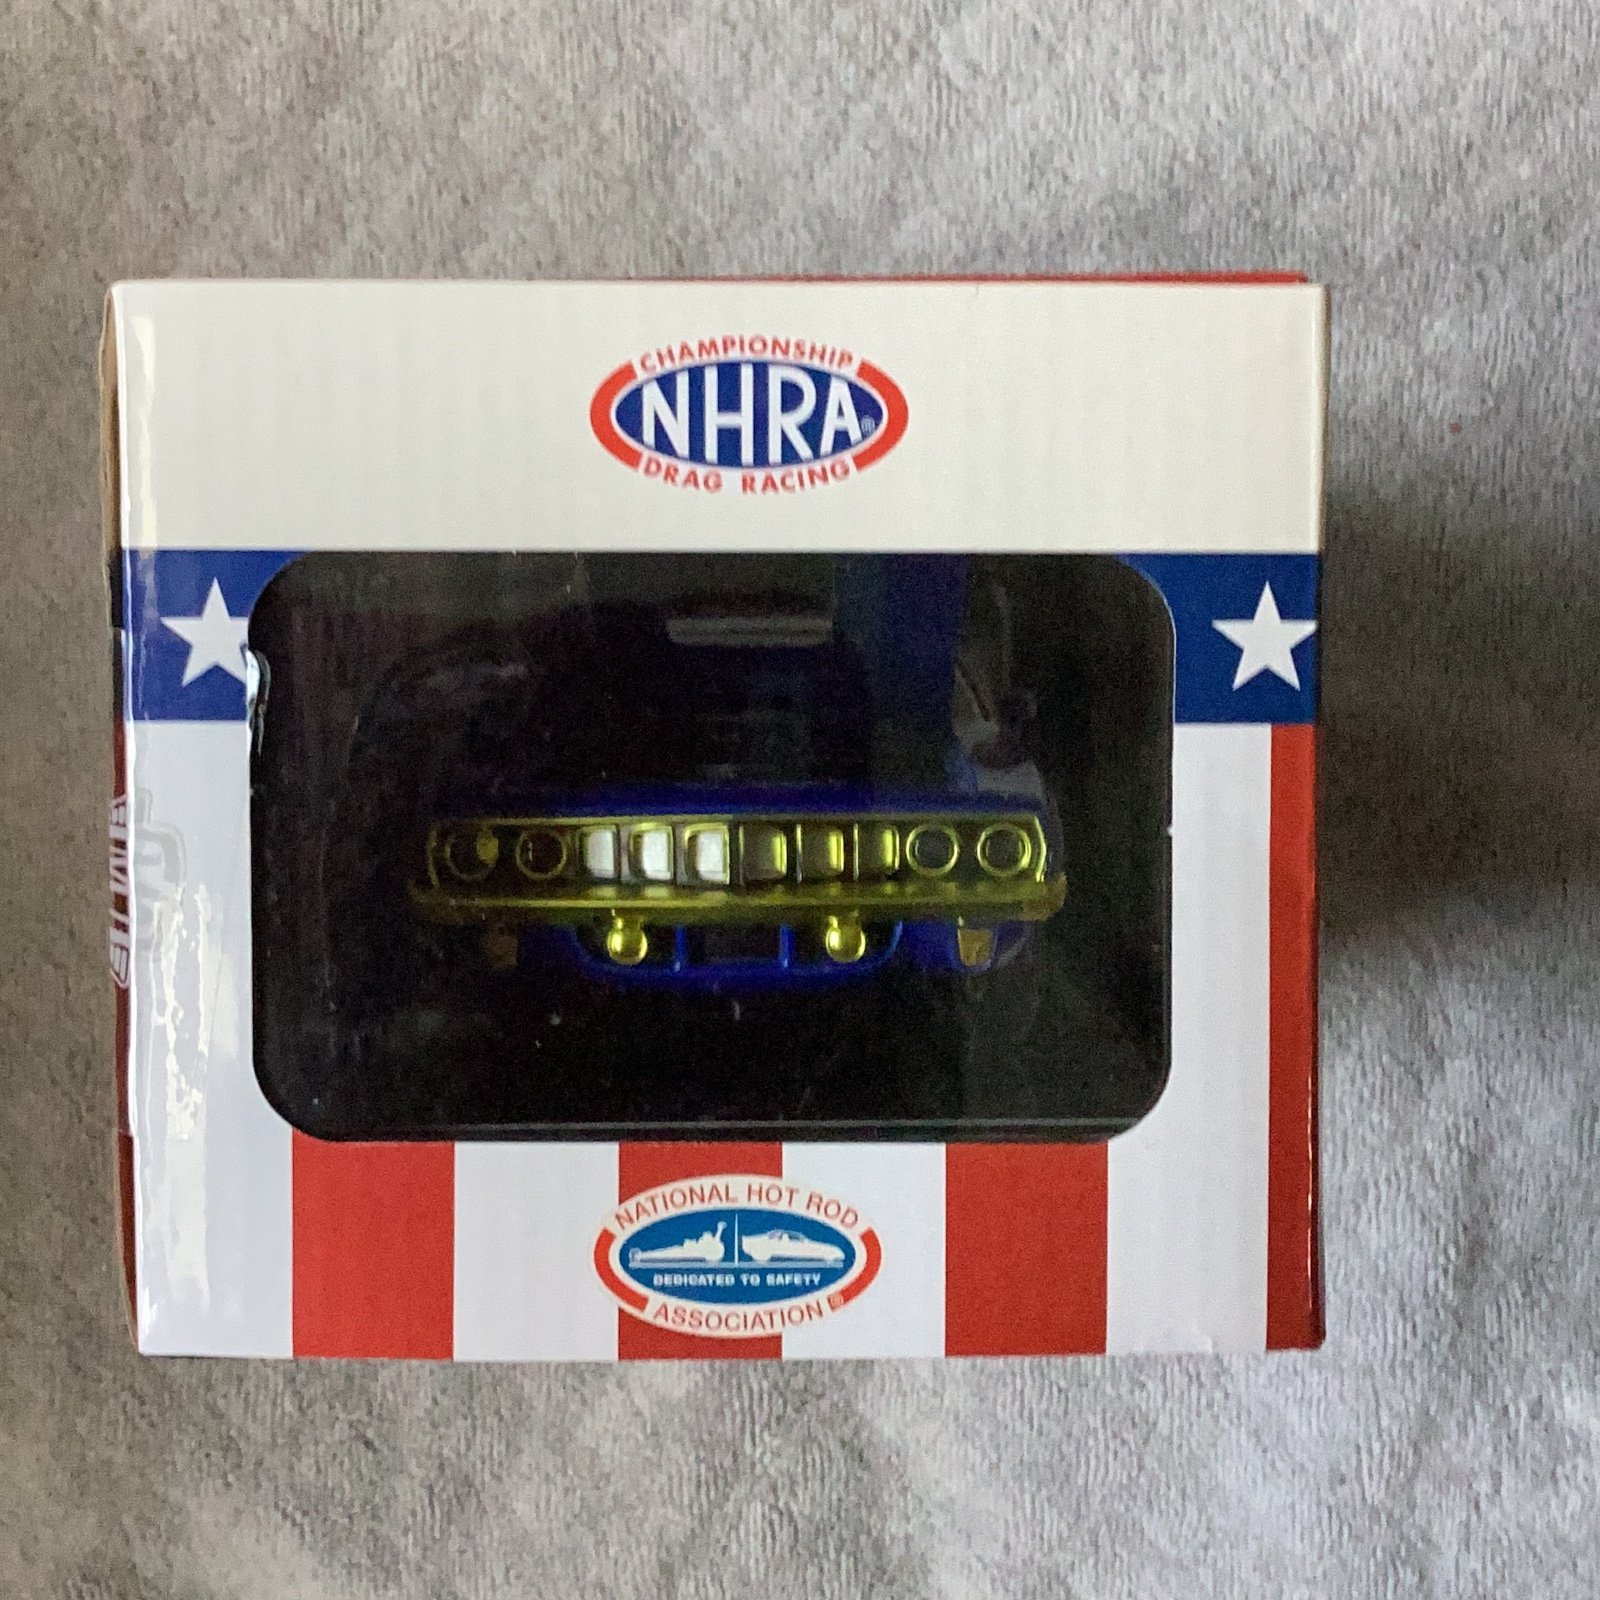 CHAMPIONSHIP
NHRA®
DRAG RACING
NATIONAL HOT ROD
DEDICATED TO SAFETY
ASSOCIATION®